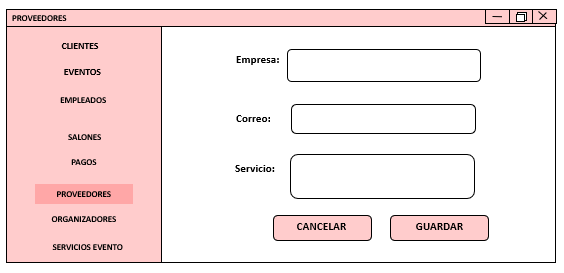 PROVEEDORES
CLIENTES
EVENTOS
EMPLEADOS
SALONES
PAGOS
PROVEEDORES
ORGANIZADORES
SERVICIOS EVENTO
Empresa:
Correo:
Servicio:
CANCELAR GUARDAR